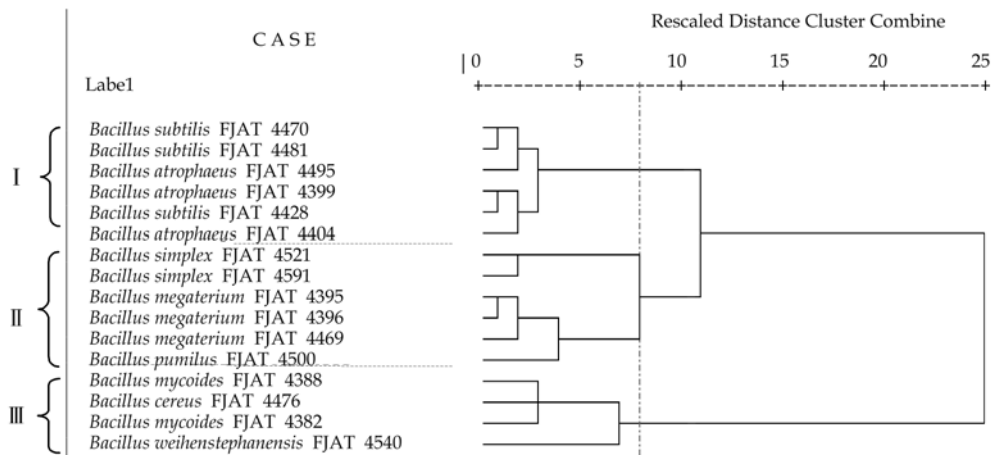 Rescaled Distance Cluster Combine
C A S E
0 5 10 15 20 25
Labe1
Bacillus subtilis FJAT 4470
Bacillus subtilis FJAT 4481
Bacillus atrophaeus FJAT 4495
Bacillus atrophaeus FJAT 4399
Bacillus subtilis FJAT 4428
Bacillus atrophaeus FJAT 4404
I
Bacillus simplex FJAT 4521
Bacillus simplex FJAT 4591
Bacillus megaterium FJAT 4395
Bacillus megaterium FJAT 4396
Bacillus megaterium FJAT 4469
Bacillus pumilus FJAT 4500
II
Bacillus mycoides FJAT 4388
Bacillus cereus FJAT 4476
Bacillus mycoides FJAT 4382
Bacillus weihenstephanensis FJAT 4540
III